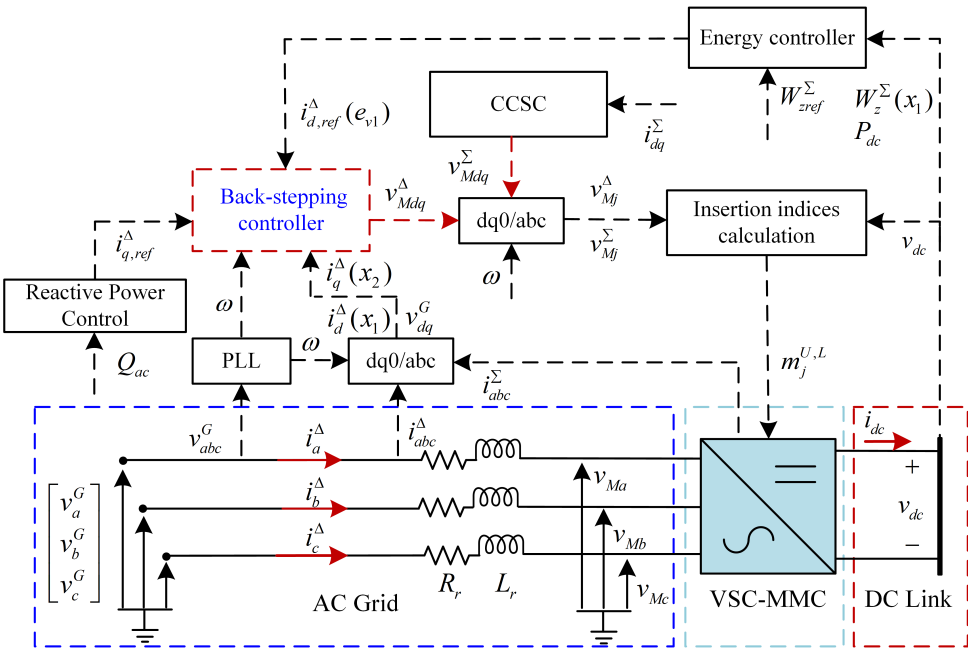 Energy controller
CCSC
i_{d,ref}^Δ(e_{v1})
W_{zref}^Σ
W_z^Σ(x_1)
P_{dc}
i_{dq}^Σ
v_{Mdq}^Σ
Back-stepping
controller
v_{Mdq}^Δ
dq0/abc
v_{Mj}^Δ
v_{Mj}^Σ
Insertion indices
calculation
v_{dc}
i_{q,ref}^Δ
ω
Reactive Power
Control
ω
i_q^Δ(x_2)
i_d^Δ(x_1)
v_{dq}^G
Q_{ac}
PLL
ω
dq0/abc
i_{abc}^Σ
m_j^{U,L}
v_{abc}^G
i_{abc}^Δ
i_a^Δ
i_b^Δ
i_c^Δ
v_a^G
v_b^G
v_c^G
R_r
L_r
v_{Ma}
v_{Mb}
v_{Mc}
AC Grid
VSC-MMC
i_{dc}
+
v_{dc}
−
DC Link